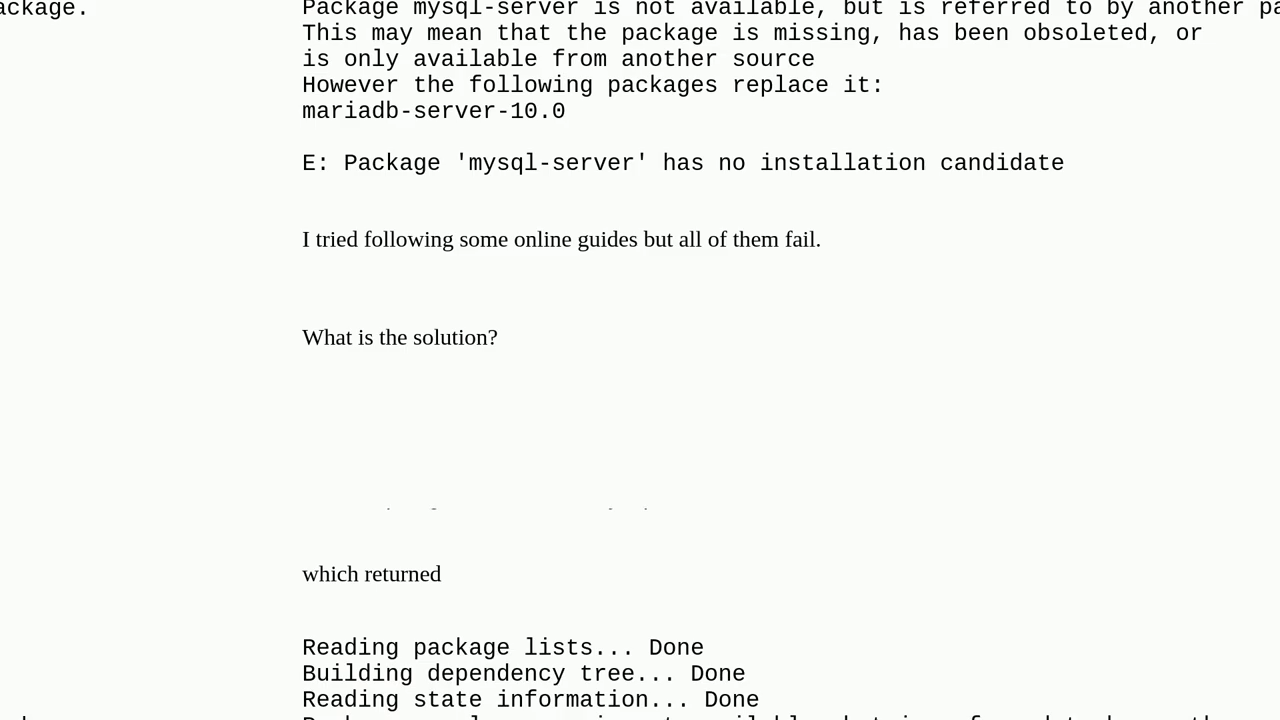 ackage.
Package mysql-server is not available, but is referred to by another pa
This may mean that the package is missing, has been obsoleted, or
is only available from another source
However the following packages replace it:
mariadb-server-10.0
E: Package 'mysql-server' has no installation candidate
I tried following some online guides but all of them fail.
What is the solution?
which returned
Reading package lists... Done
Building dependency tree... Done
Reading state information... Done